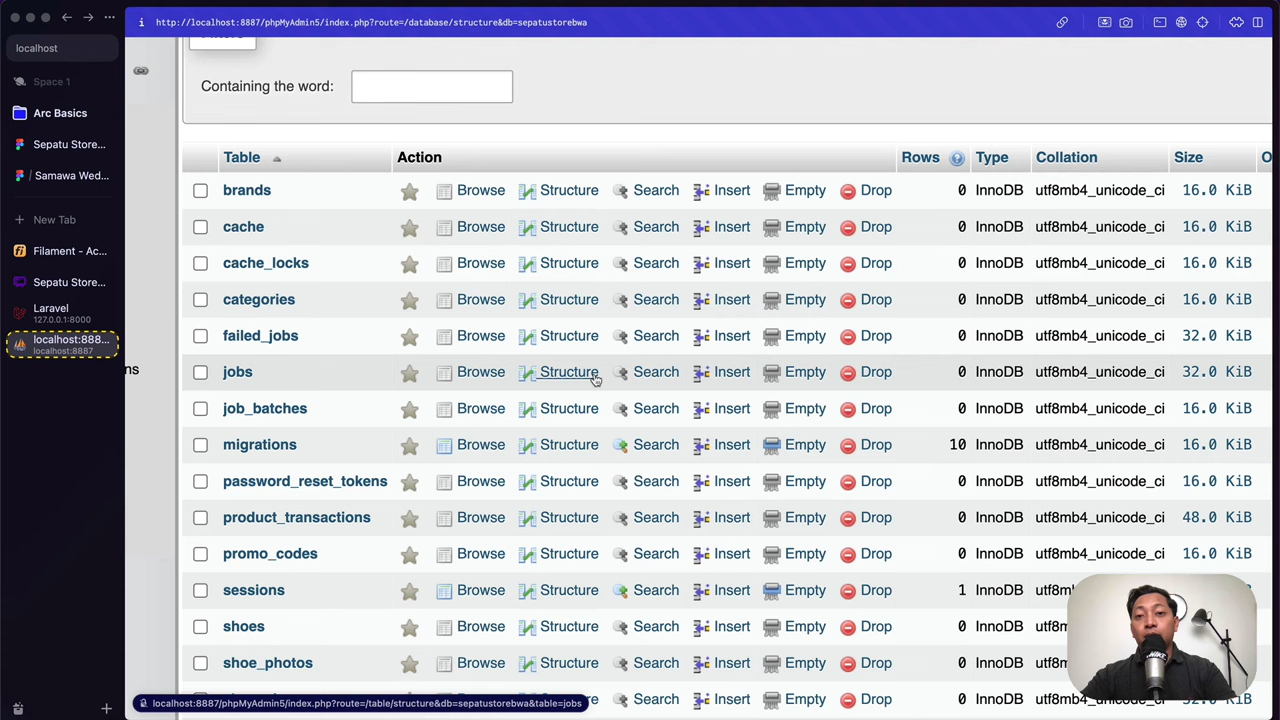 http://localhost:8887/phpMyAdmin5/index.php?route=/database/structure&db=sepatustorebwa
localhost
Space 1
Arc Basics
Sepatu Store...
/ Samawa Wed...
New Tab
Filament - Ac...
Sepatu Store...
Laravel
127.0.0.1:8000
localhost:888...
localhost:8887
ns
Containing the word:
Table Action Rows Type Collation Size O
brands Browse Structure Search Insert Empty Drop 0 InnoDB utf8mb4_unicode_ci 16.0 KiB
cache Browse Structure Search Insert Empty Drop 0 InnoDB utf8mb4_unicode_ci 16.0 KiB
cache_locks Browse Structure Search Insert Empty Drop 0 InnoDB utf8mb4_unicode_ci 16.0 KiB
categories Browse Structure Search Insert Empty Drop 0 InnoDB utf8mb4_unicode_ci 16.0 KiB
failed_jobs Browse Structure Search Insert Empty Drop 0 InnoDB utf8mb4_unicode_ci 32.0 KiB
jobs Browse Structure Search Insert Empty Drop 0 InnoDB utf8mb4_unicode_ci 32.0 KiB
job_batches Browse Structure Search Insert Empty Drop 0 InnoDB utf8mb4_unicode_ci 16.0 KiB
migrations Browse Structure Search Insert Empty Drop 10 InnoDB utf8mb4_unicode_ci 16.0 KiB
password_reset_tokens Browse Structure Search Insert Empty Drop 0 InnoDB utf8mb4_unicode_ci 16.0 KiB
product_transactions Browse Structure Search Insert Empty Drop 0 InnoDB utf8mb4_unicode_ci 48.0 KiB
promo_codes Browse Structure Search Insert Empty Drop 0 InnoDB utf8mb4_unicode_ci 16.0 KiB
sessions Browse Structure Search Insert Empty Drop 1 InnoDB
shoes Browse Structure Search Insert Empty Drop 0 InnoDB
shoe_photos Browse Structure Search Insert Empty Drop 0 InnoDB
Search Insert Empty Drop 0 InnoDB
localhost:8887/phpMyAdmin5/index.php?route=/table/structure&db=sepatustorebwa&table=jobs